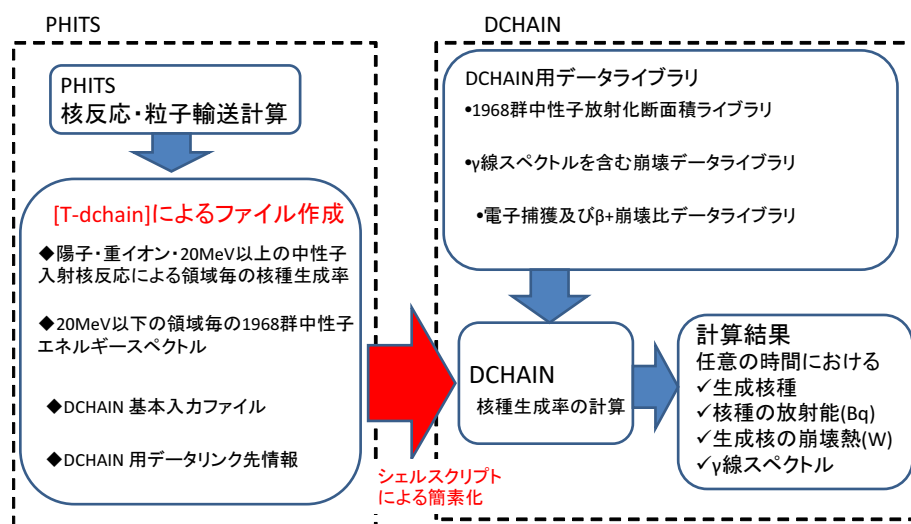 PHITS
PHITS
核反応・粒子輸送計算
[T-dchain]によるファイル作成
◆陽子・重イオン・20MeV以上の中性子
入射核反応による領域毎の核種生成率
◆20MeV以下の領域毎の1968群中性子
エネルギースペクトル
◆DCHAIN 基本入力ファイル
◆DCHAIN 用データリンク先情報
シェルスクリプト
による簡素化
DCHAIN
DCHAIN用データライブラリ
•1968群中性子放射化断面積ライブラリ
•γ線スペクトルを含む崩壊データライブラリ
•電子捕獲及びβ+崩壊比データライブラリ
DCHAIN
核種生成率の計算
計算結果
任意の時間における
✓生成核種
✓核種の放射能(Bq)
✓生成核の崩壊熱(W)
✓γ線スペクトル